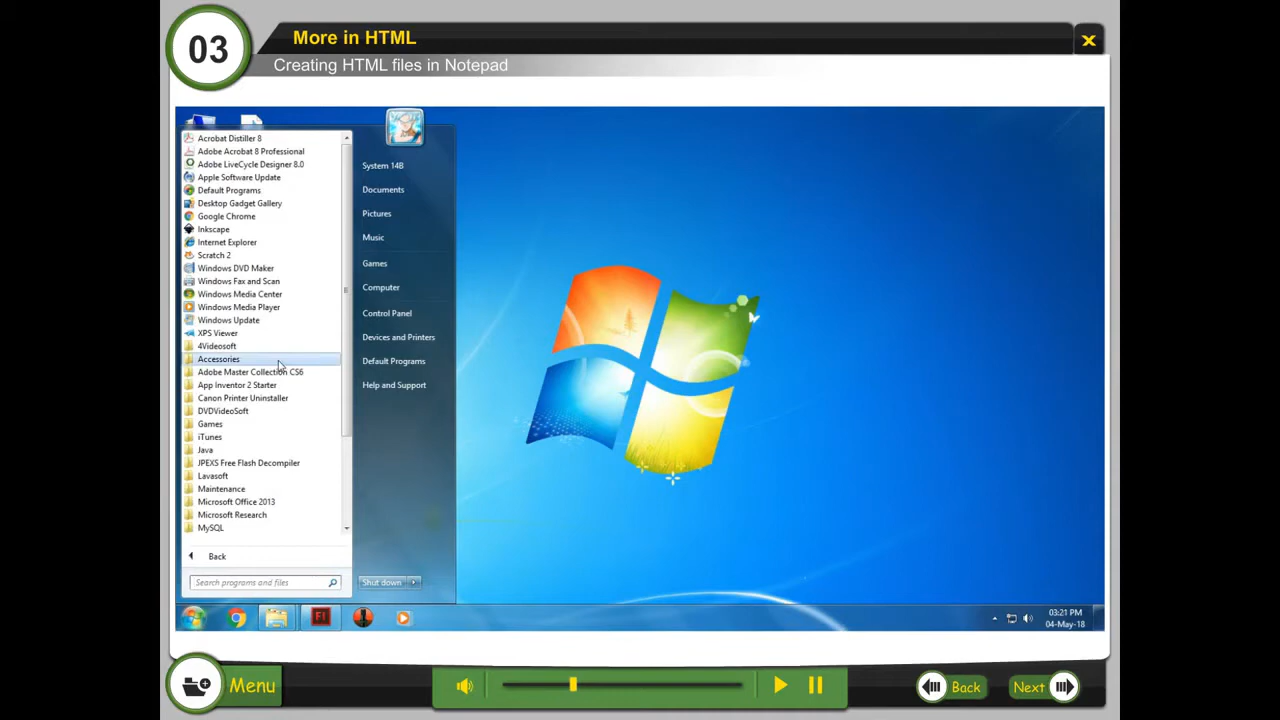 03
More in HTML
Creating HTML files in Notepad
Acrobat Distiller 8
Adobe Acrobat 8 Professional
Adobe LiveCycle Designer 8.0
Apple Software Update
Default Programs
Desktop Gadget Gallery
Google Chrome
Inkscape
Internet Explorer
Scratch 2
Windows DVD Maker
Windows Fax and Scan
Windows Media Center
Windows Media Player
Windows Update
XPS Viewer
4Videosoft
Accessories
Adobe Master Collection CS6
App Inventor 2 Starter
Canon Printer Uninstaller
DVDVideoSoft
Games
iTunes
Java
JPEXS Free Flash Decompiler
Lavasoft
Maintenance
Microsoft Office 2013
Microsoft Research
MySQL
Back
Search programs and files
System 14B
Documents
Pictures
Music
Games
Computer
Control Panel
Devices and Printers
Default Programs
Help and Support
Shut down
Fl
03:21 PM
04-May-18
Menu
Back
Next